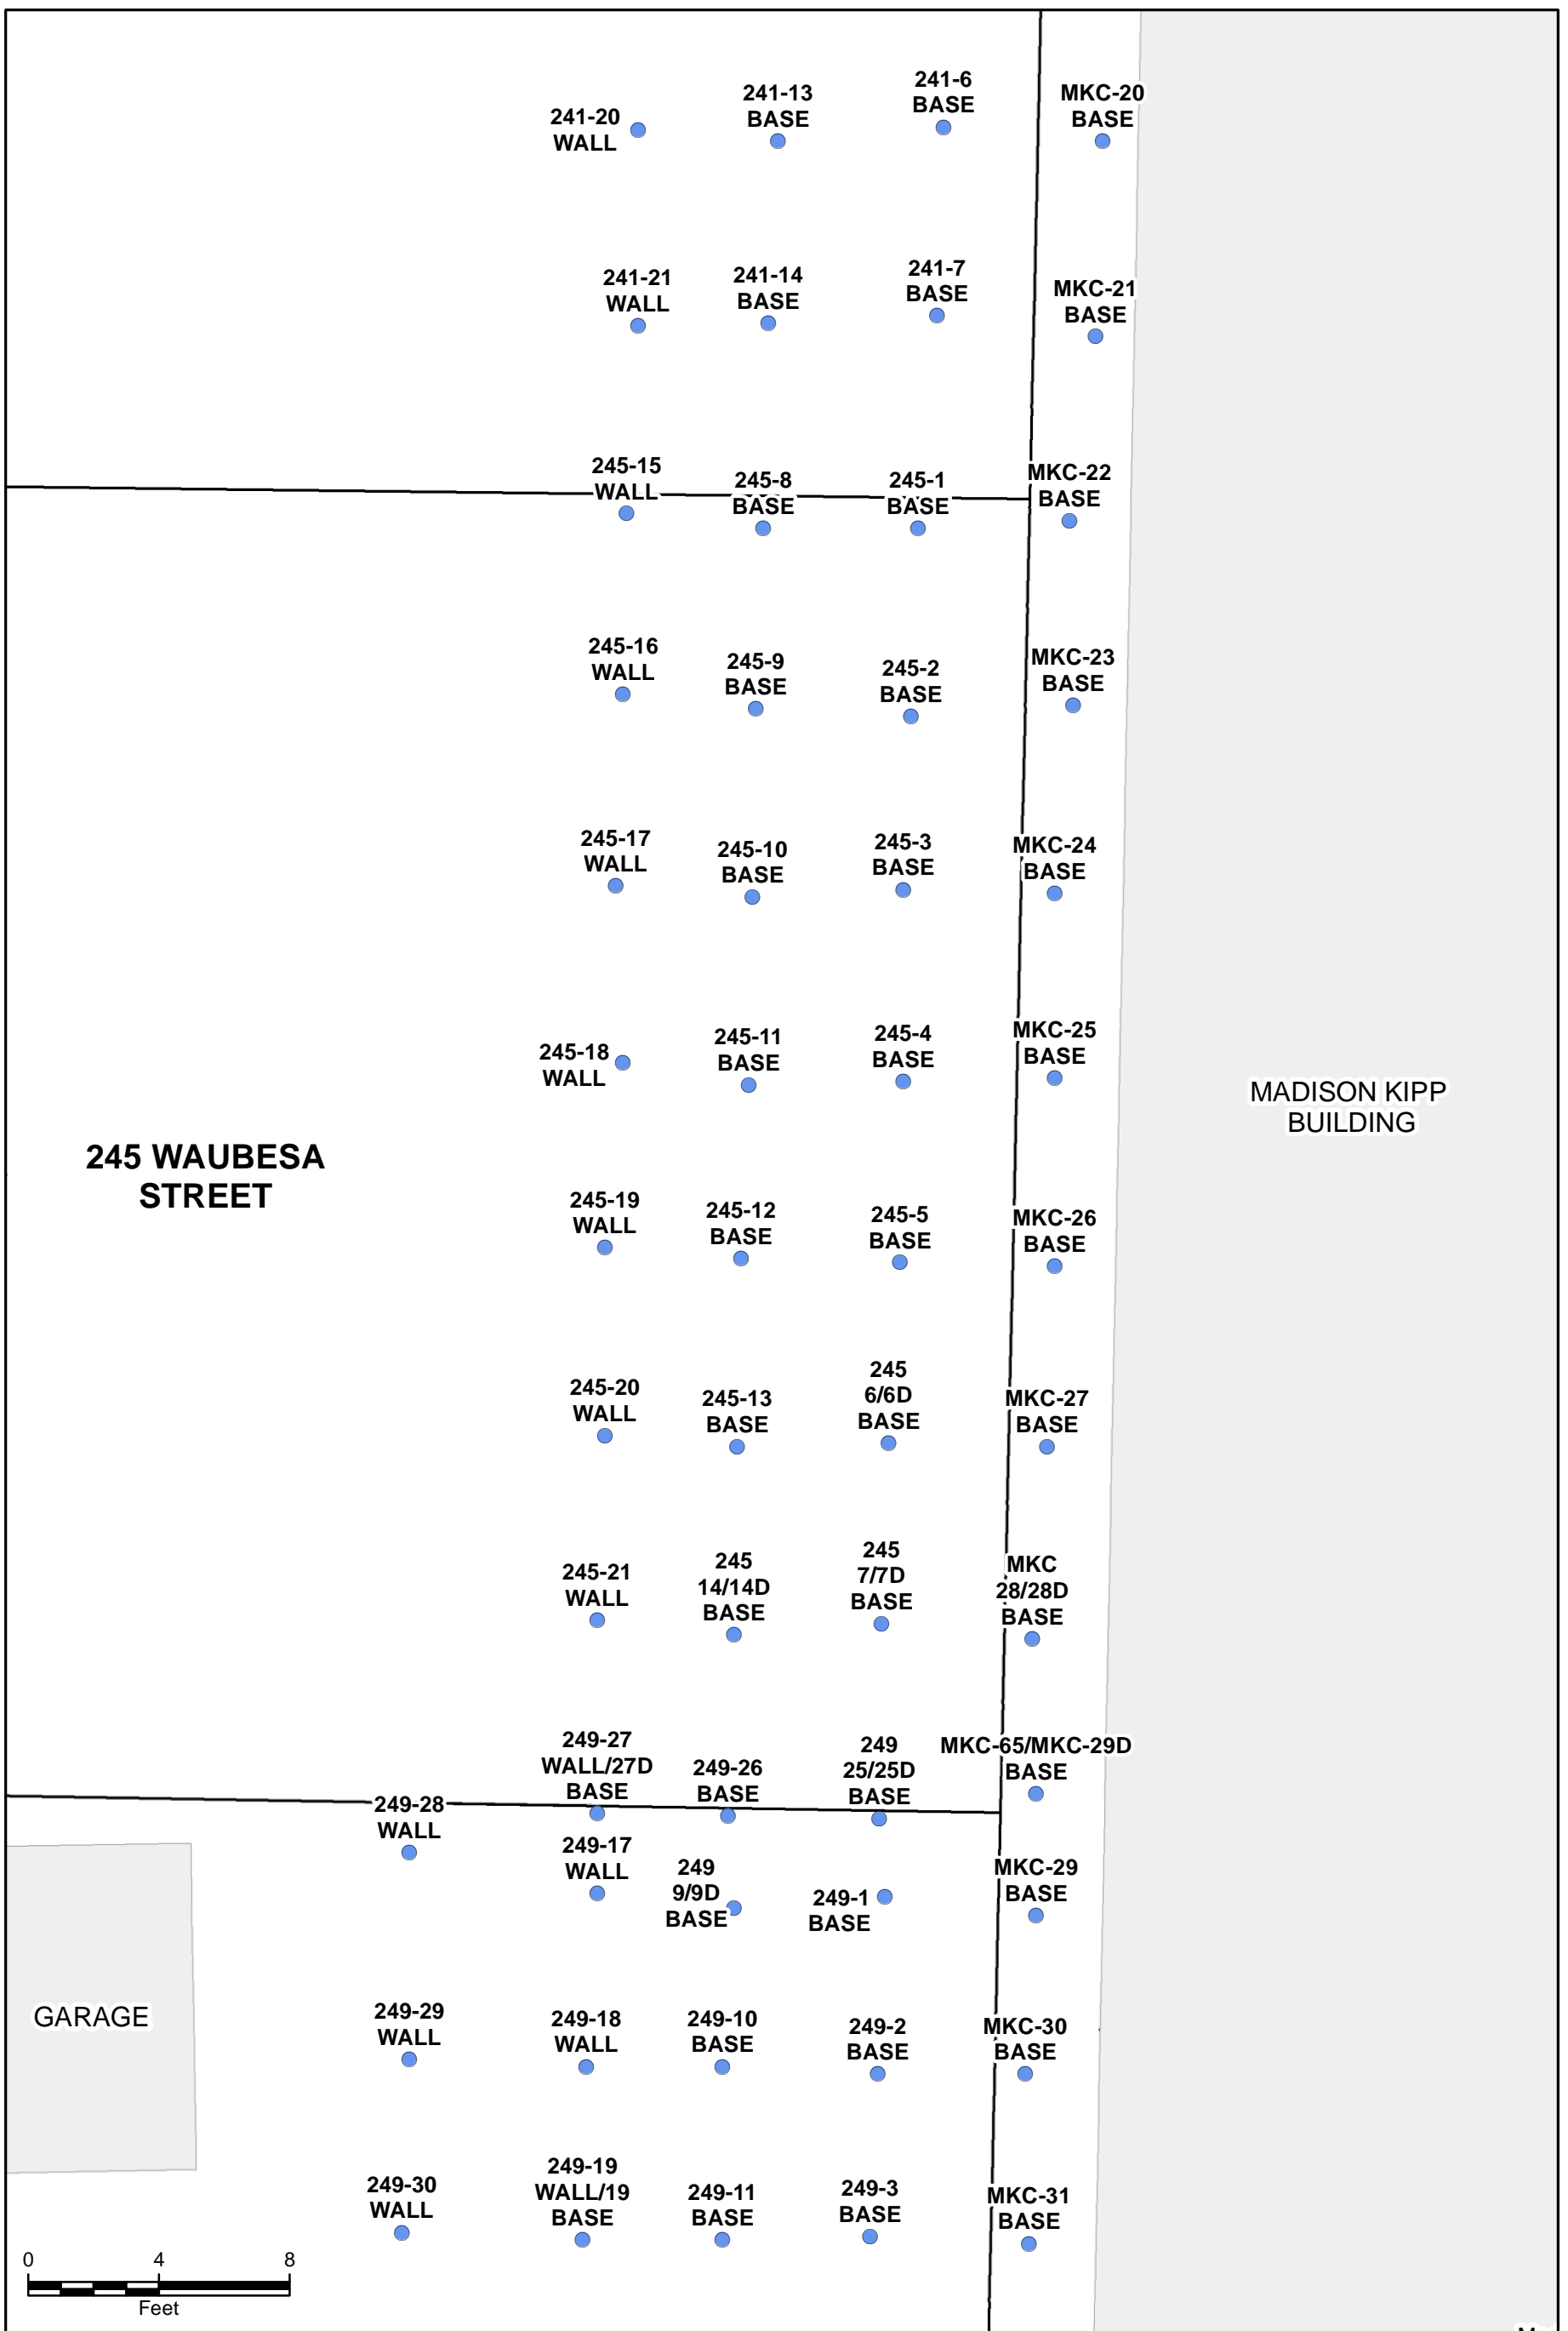 241-20
WALL
241-13
BASE
241-6
BASE
MKC-20
BASE
241-21
WALL
241-14
BASE
241-7
BASE
MKC-21
BASE
245-15
WALL
245-8
BASE
245-1
BASE
MKC-22
BASE
245-16
WALL
245-9
BASE
245-2
BASE
MKC-23
BASE
245-17
WALL
245-10
BASE
245-3
BASE
MKC-24
BASE
245-18
WALL
245-11
BASE
245-4
BASE
MKC-25
BASE
MADISON KIPP
BUILDING
245 WAUBESA
STREET
245-19
WALL
245-12
BASE
245-5
BASE
MKC-26
BASE
245-20
WALL
245-13
BASE
245
6/6D
BASE
MKC-27
BASE
245-21
WALL
245
14/14D
BASE
245
7/7D
BASE
MKC
28/28D
BASE
249-27
WALL/27D
BASE
249-26
BASE
249
25/25D
BASE
MKC-65/MKC-29D
BASE
249-28
WALL
249-17
WALL
249
9/9D
BASE
249-1
BASE
MKC-29
BASE
GARAGE
249-29
WALL
249-18
WALL
249-10
BASE
249-2
BASE
MKC-30
BASE
249-30
WALL
249-19
WALL/19
BASE
249-11
BASE
249-3
BASE
MKC-31
BASE
0 4 8
Feet